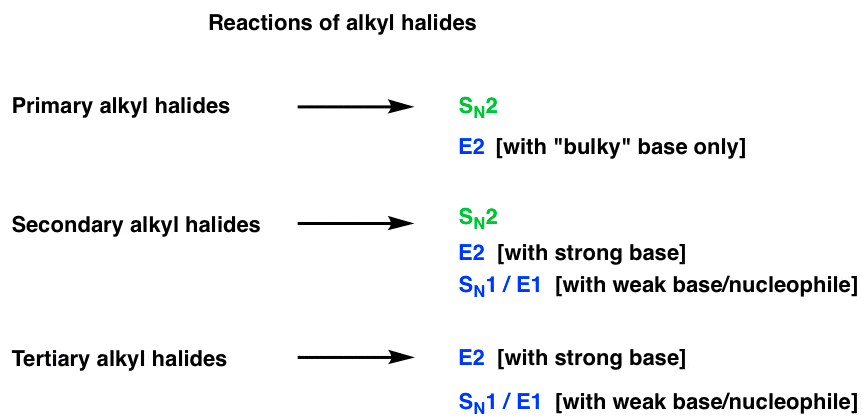 Reactions of alkyl halides
Primary alkyl halides
S_N2
E2 [with "bulky" base only]
Secondary alkyl halides
S_N2
E2 [with strong base]
S_N1 / E1 [with weak base/nucleophile]
Tertiary alkyl halides
E2 [with strong base]
S_N1 / E1 [with weak base/nucleophile]